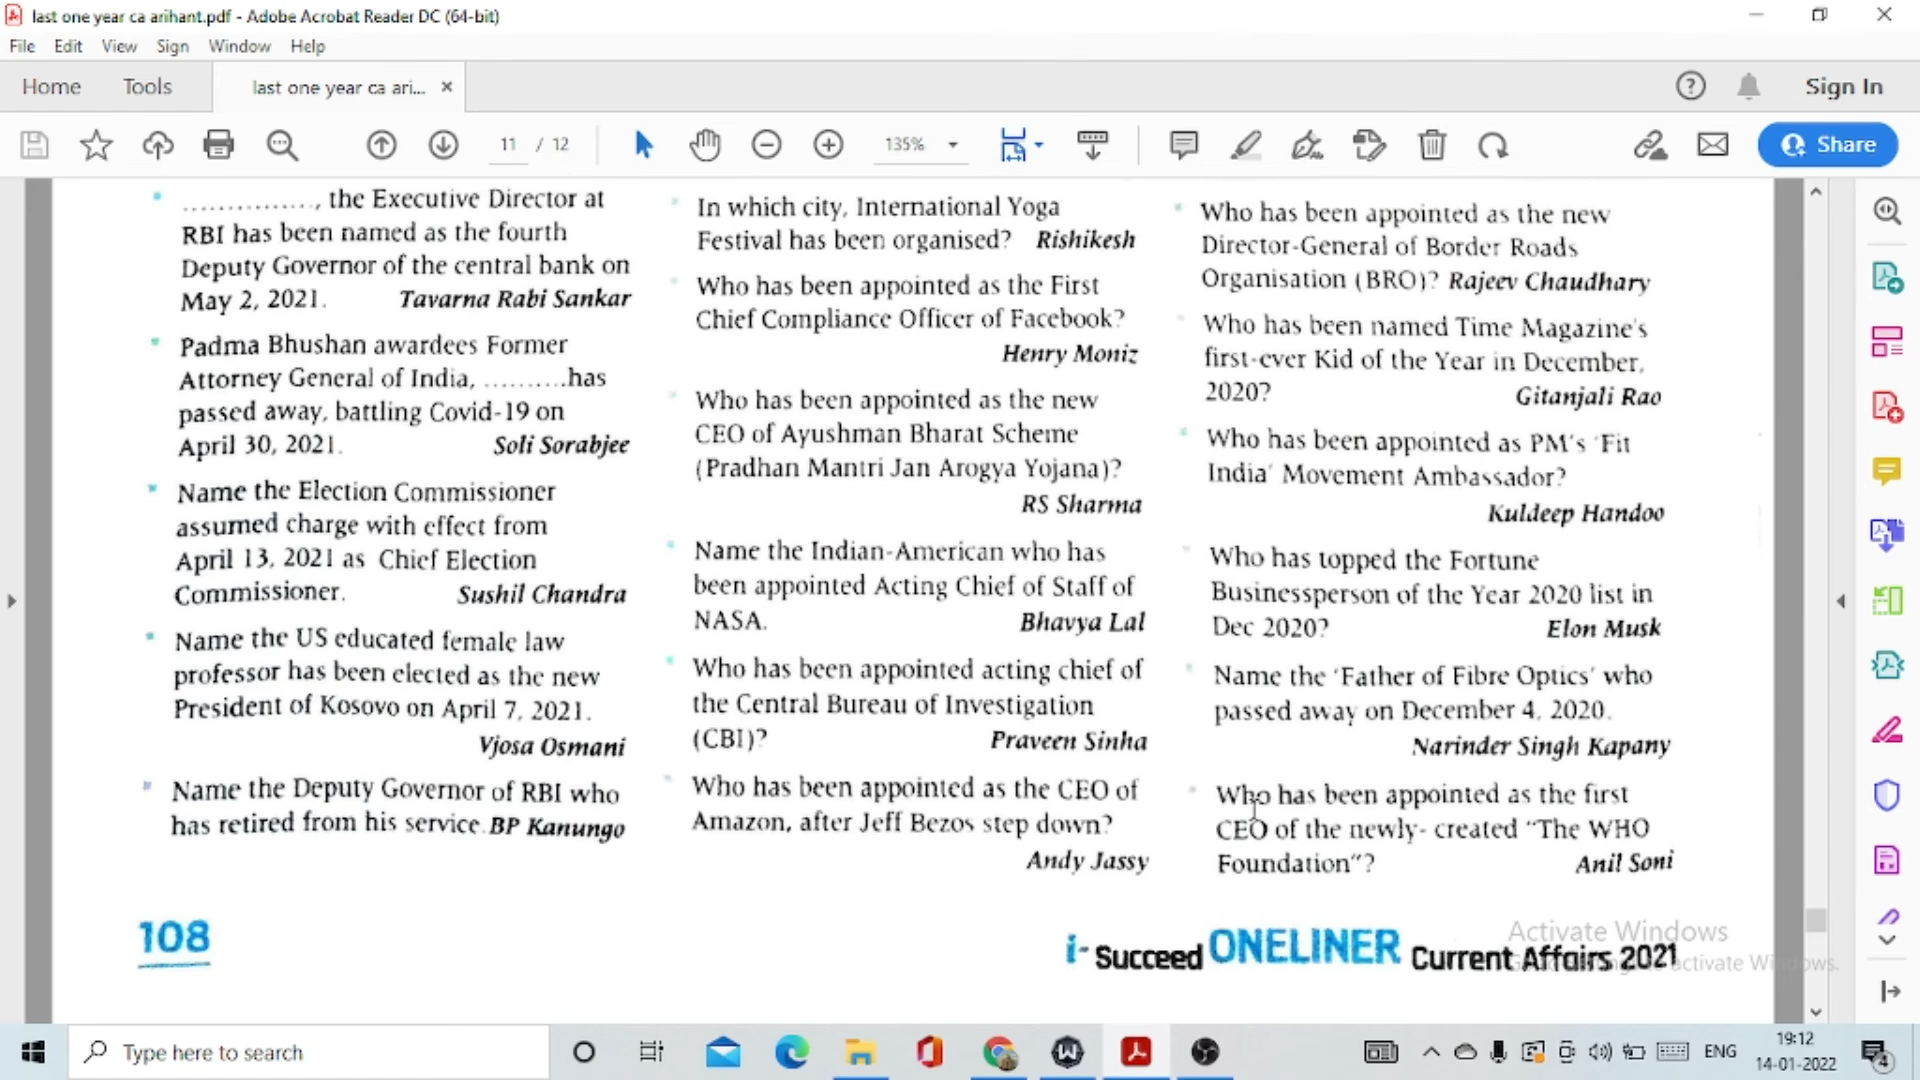 last one year ca arihant.pdf - Adobe Acrobat Reader DC (64-bit)
File Edit View Sign Window Help
Home Tools last one year ca ari... × Sign In
11 / 12 135% Share
..............., the Executive Director at
RBI has been named as the fourth
Deputy Governor of the central bank on
May 2, 2021. Tavarna Rabi Sankar
Padma Bhushan awardees Former
Attorney General of India, ..........has
passed away, battling Covid-19 on
April 30, 2021. Soli Sorabjee
Name the Election Commissioner
assumed charge with effect from
April 13, 2021 as Chief Election
Commissioner. Sushil Chandra
Name the US educated female law
professor has been elected as the new
President of Kosovo on April 7, 2021.
Vjosa Osmani
Name the Deputy Governor of RBI who
has retired from his service. BP Kanungo
In which city, International Yoga
Festival has been organised? Rishikesh
Who has been appointed as the First
Chief Compliance Officer of Facebook?
Henry Moniz
Who has been appointed as the new
CEO of Ayushman Bharat Scheme
(Pradhan Mantri Jan Arogya Yojana)?
RS Sharma
Name the Indian-American who has
been appointed Acting Chief of Staff of
NASA. Bhavya Lal
Who has been appointed acting chief of
the Central Bureau of Investigation
(CBI)? Praveen Sinha
Who has been appointed as the CEO of
Amazon, after Jeff Bezos step down?
Andy Jassy
Who has been appointed as the new
Director-General of Border Roads
Organisation (BRO)? Rajeev Chaudhary
Who has been named Time Magazine's
first-ever Kid of the Year in December,
2020? Gitanjali Rao
Who has been appointed as PM's 'Fit
India' Movement Ambassador?
Kuldeep Handoo
Who has topped the Fortune
Businessperson of the Year 2020 list in
Dec 2020? Elon Musk
Name the 'Father of Fibre Optics' who
passed away on December 4, 2020.
Narinder Singh Kapany
Who has been appointed as the first
CEO of the newly- created "The WHO
Foundation"? Anil Soni
108
i- Succeed ONELINER Current Affairs 2021
Activate Windows
activate Windows.
Type here to search
ENG
19:12
14-01-2022
4